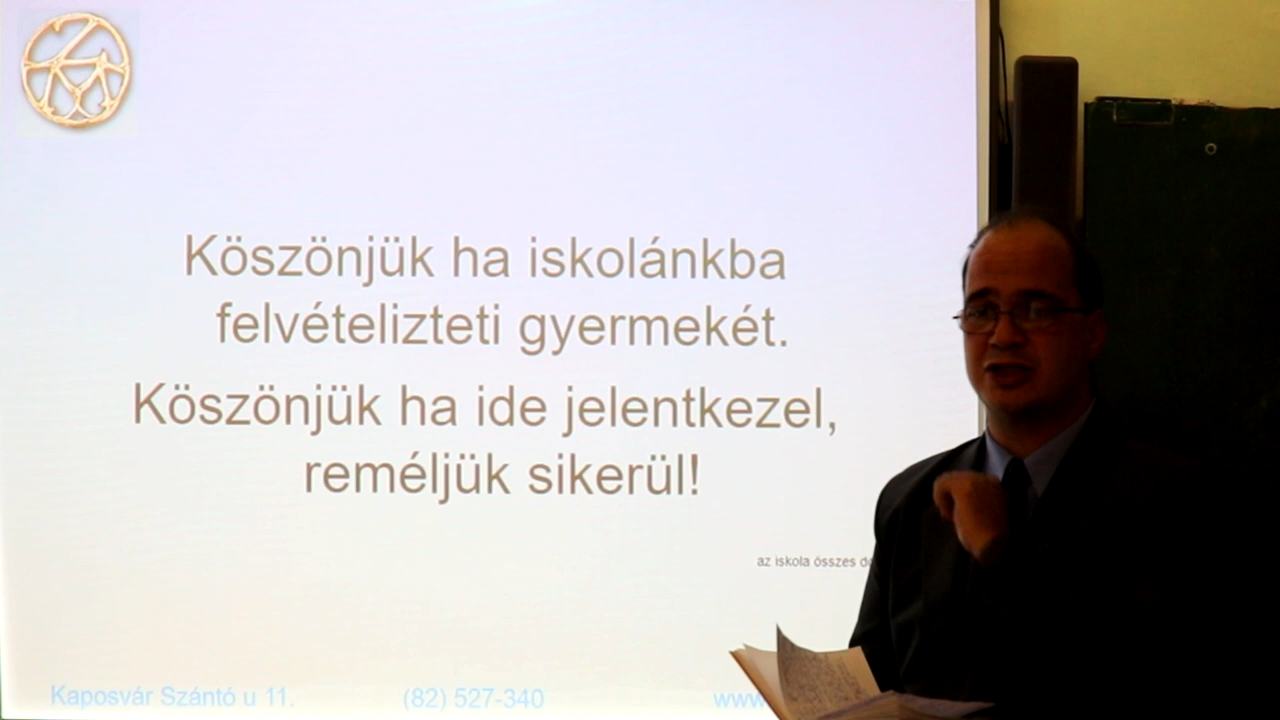 Köszönjük ha iskolánkba
felvételizteti gyermekét.
Köszönjük ha ide jelentkezel,
reméljük sikerül!
az iskola összes
Kaposvár Szántó u 11.
(82) 527-340
www